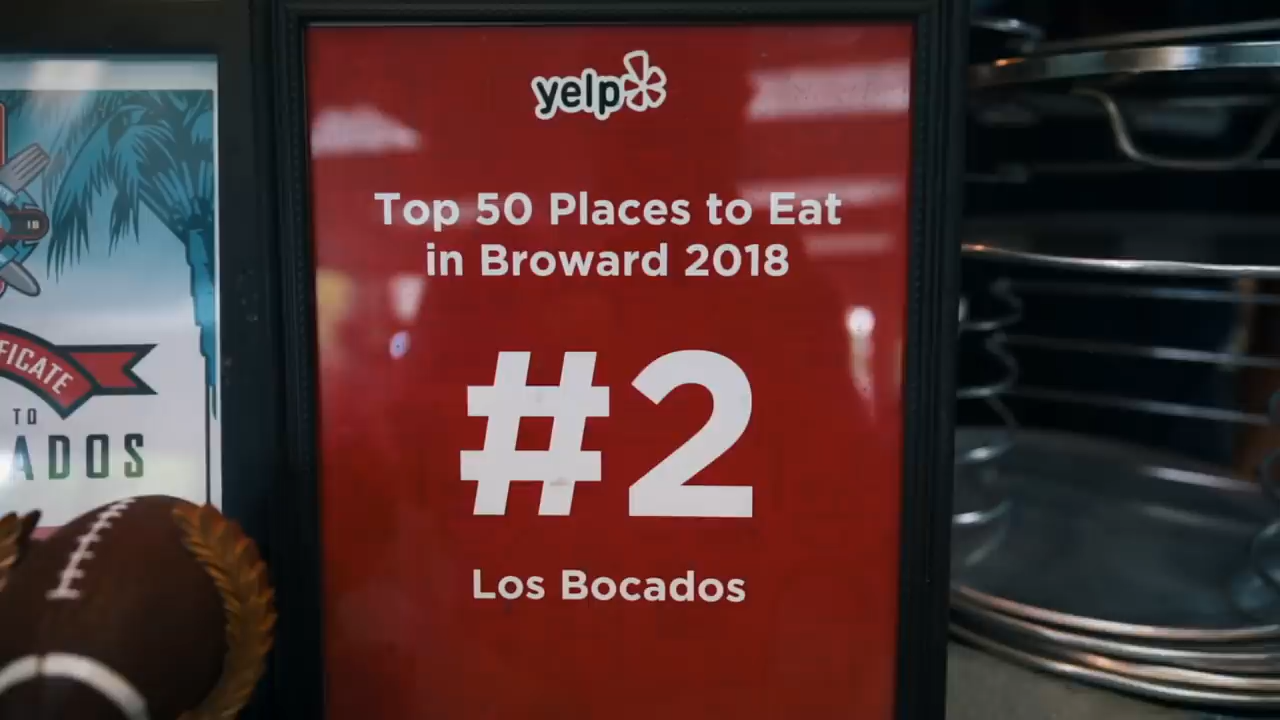 yelp
Top 50 Places to Eat
in Broward 2018
#2
Los Bocados
FICATE
TO
ADOS